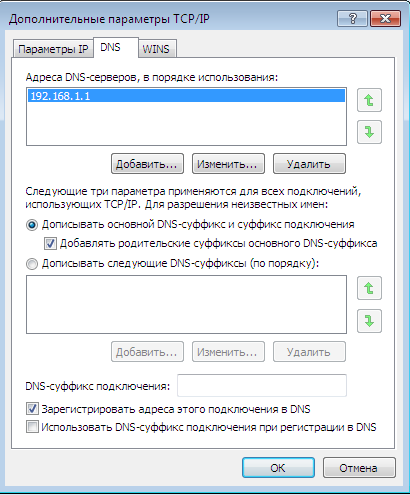 Дополнительные параметры TCP/IP
Параметры IP DNS WINS
Адреса DNS-серверов, в порядке использования:
192.168.1.1
Добавить... Изменить... Удалить
Следующие три параметра применяются для всех подключений,
использующих TCP/IP. Для разрешения неизвестных имен:
Дописывать основной DNS-суффикс и суффикс подключения
Добавлять родительские суффиксы основного DNS-суффикса
Дописывать следующие DNS-суффиксы (по порядку):
Добавить... Изменить... Удалить
DNS-суффикс подключения:
Зарегистрировать адреса этого подключения в DNS
Использовать DNS-суффикс подключения при регистрации в DNS
OK Отмена